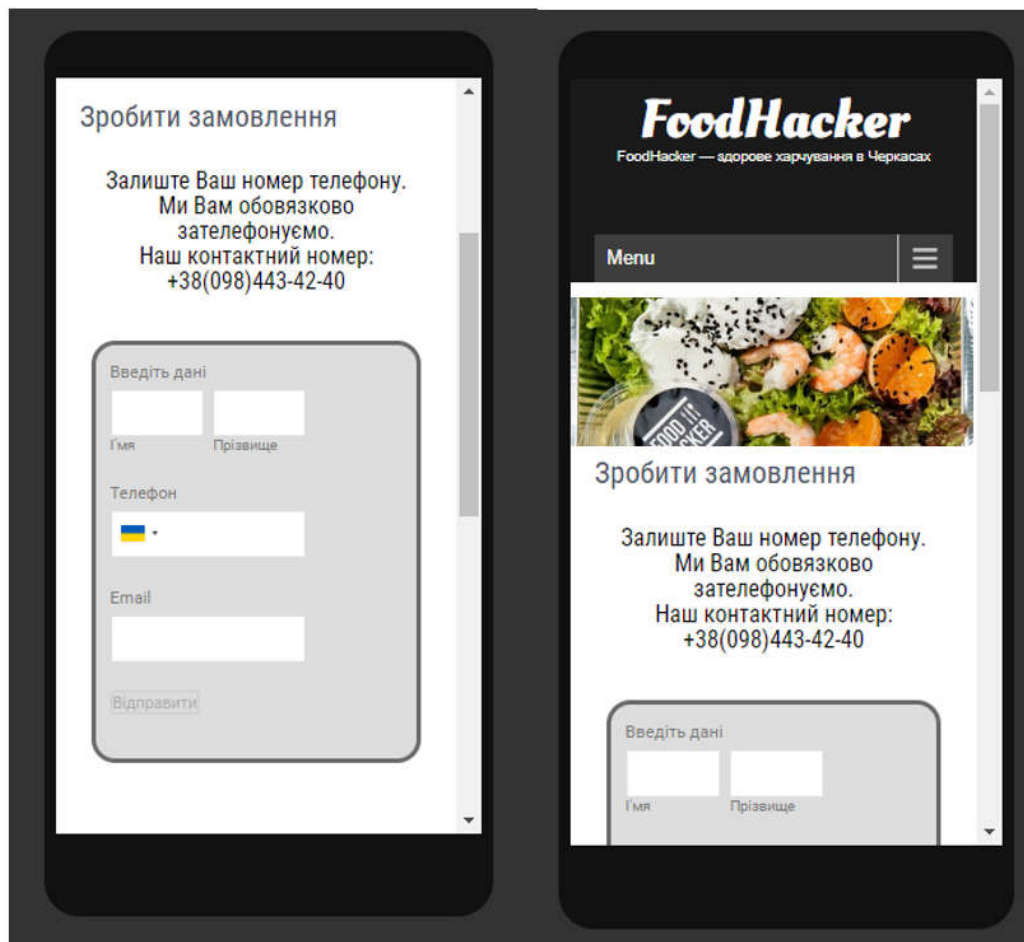 Зробити замовлення
Залиште Ваш номер телефону.
Ми Вам обовязково
зателефонуємо.
Наш контактний номер:
+38(098)443-42-40
Введіть дані
Ім'я Прізвище
Телефон
Email
Відправити
FoodHacker
FoodHacker — здорове харчування в Черкасах
Menu
FOOD
HACKER
Зробити замовлення
Залиште Ваш номер телефону.
Ми Вам обовязково
зателефонуємо.
Наш контактний номер:
+38(098)443-42-40
Введіть дані
Ім'я Прізвище